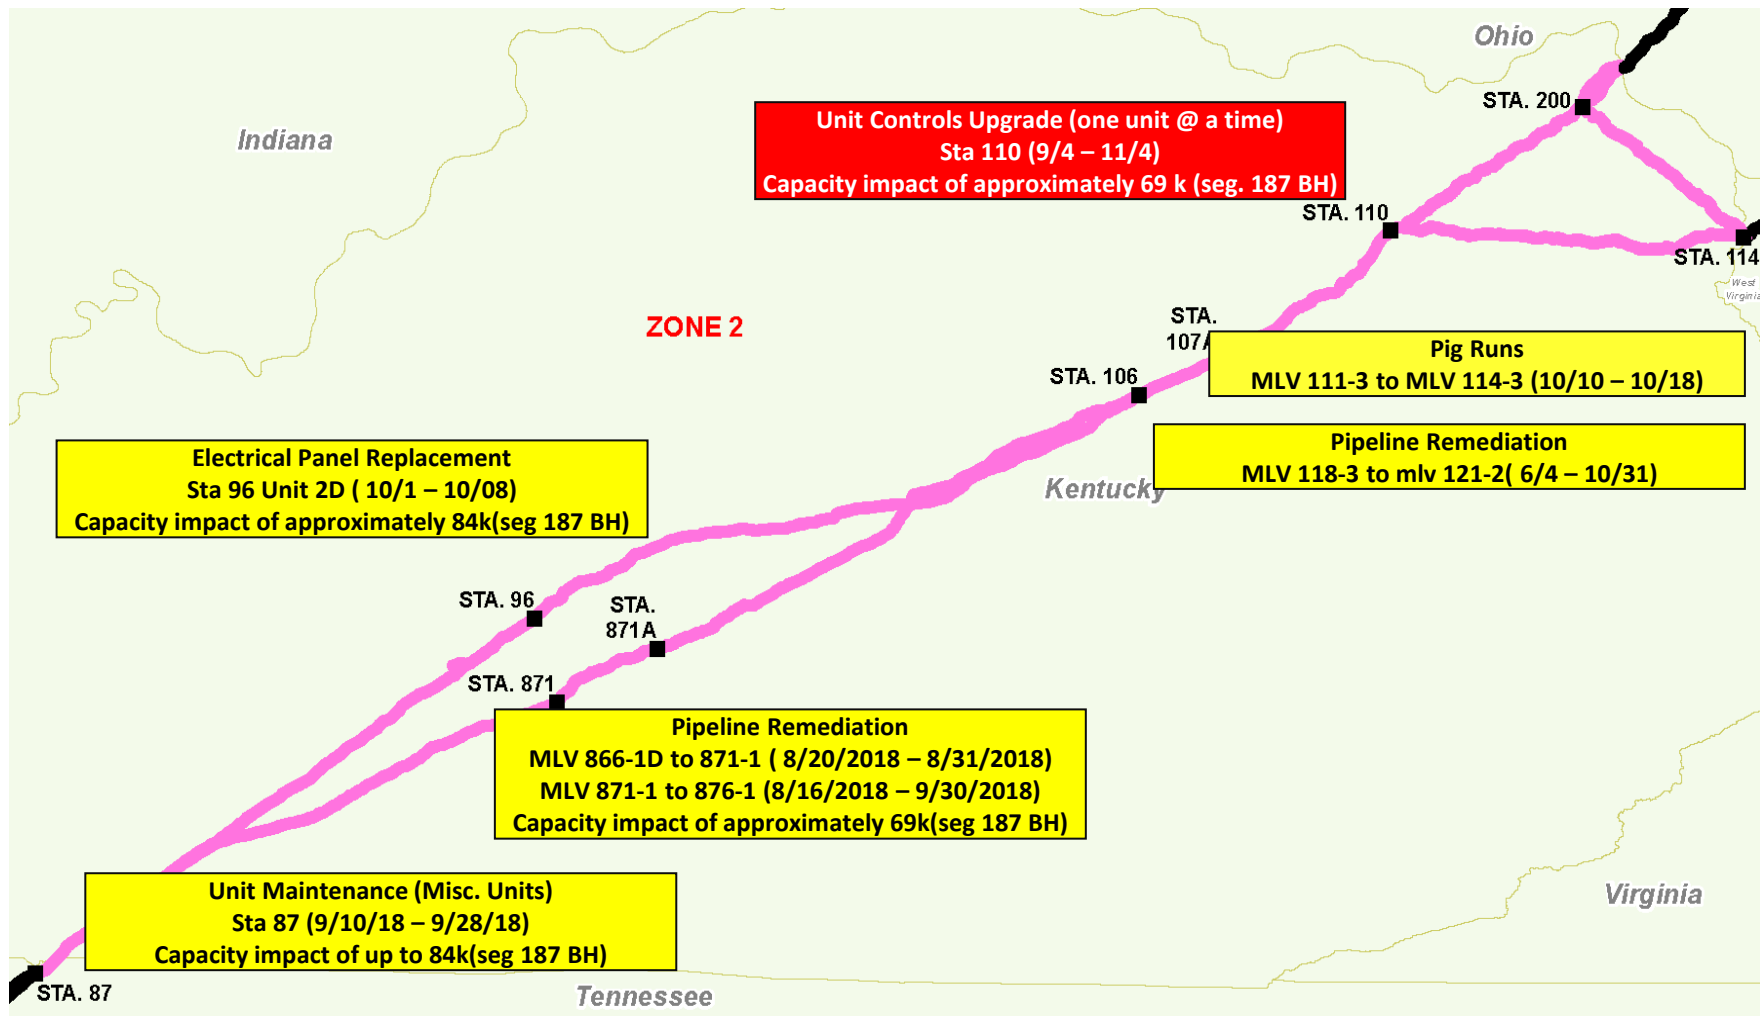 Ohio
STA. 200
Unit Controls Upgrade (one unit @ a time)
Sta 110 (9/4 – 11/4)
Capacity impact of approximately 69 k (seg. 187 BH)
Indiana
STA. 110
STA. 114
West
Virginia
ZONE 2
STA.
107A
Pig Runs
MLV 111-3 to MLV 114-3 (10/10 – 10/18)
STA. 106
Pipeline Remediation
MLV 118-3 to mlv 121-2( 6/4 – 10/31)
Kentucky
Electrical Panel Replacement
Sta 96 Unit 2D ( 10/1 – 10/08)
Capacity impact of approximately 84k(seg 187 BH)
STA. 96
STA.
871A
STA. 871
Pipeline Remediation
MLV 866-1D to 871-1 ( 8/20/2018 – 8/31/2018)
MLV 871-1 to 876-1 (8/16/2018 – 9/30/2018)
Capacity impact of approximately 69k(seg 187 BH)
Unit Maintenance (Misc. Units)
Sta 87 (9/10/18 – 9/28/18)
Capacity impact of up to 84k(seg 187 BH)
Virginia
STA. 87
Tennessee